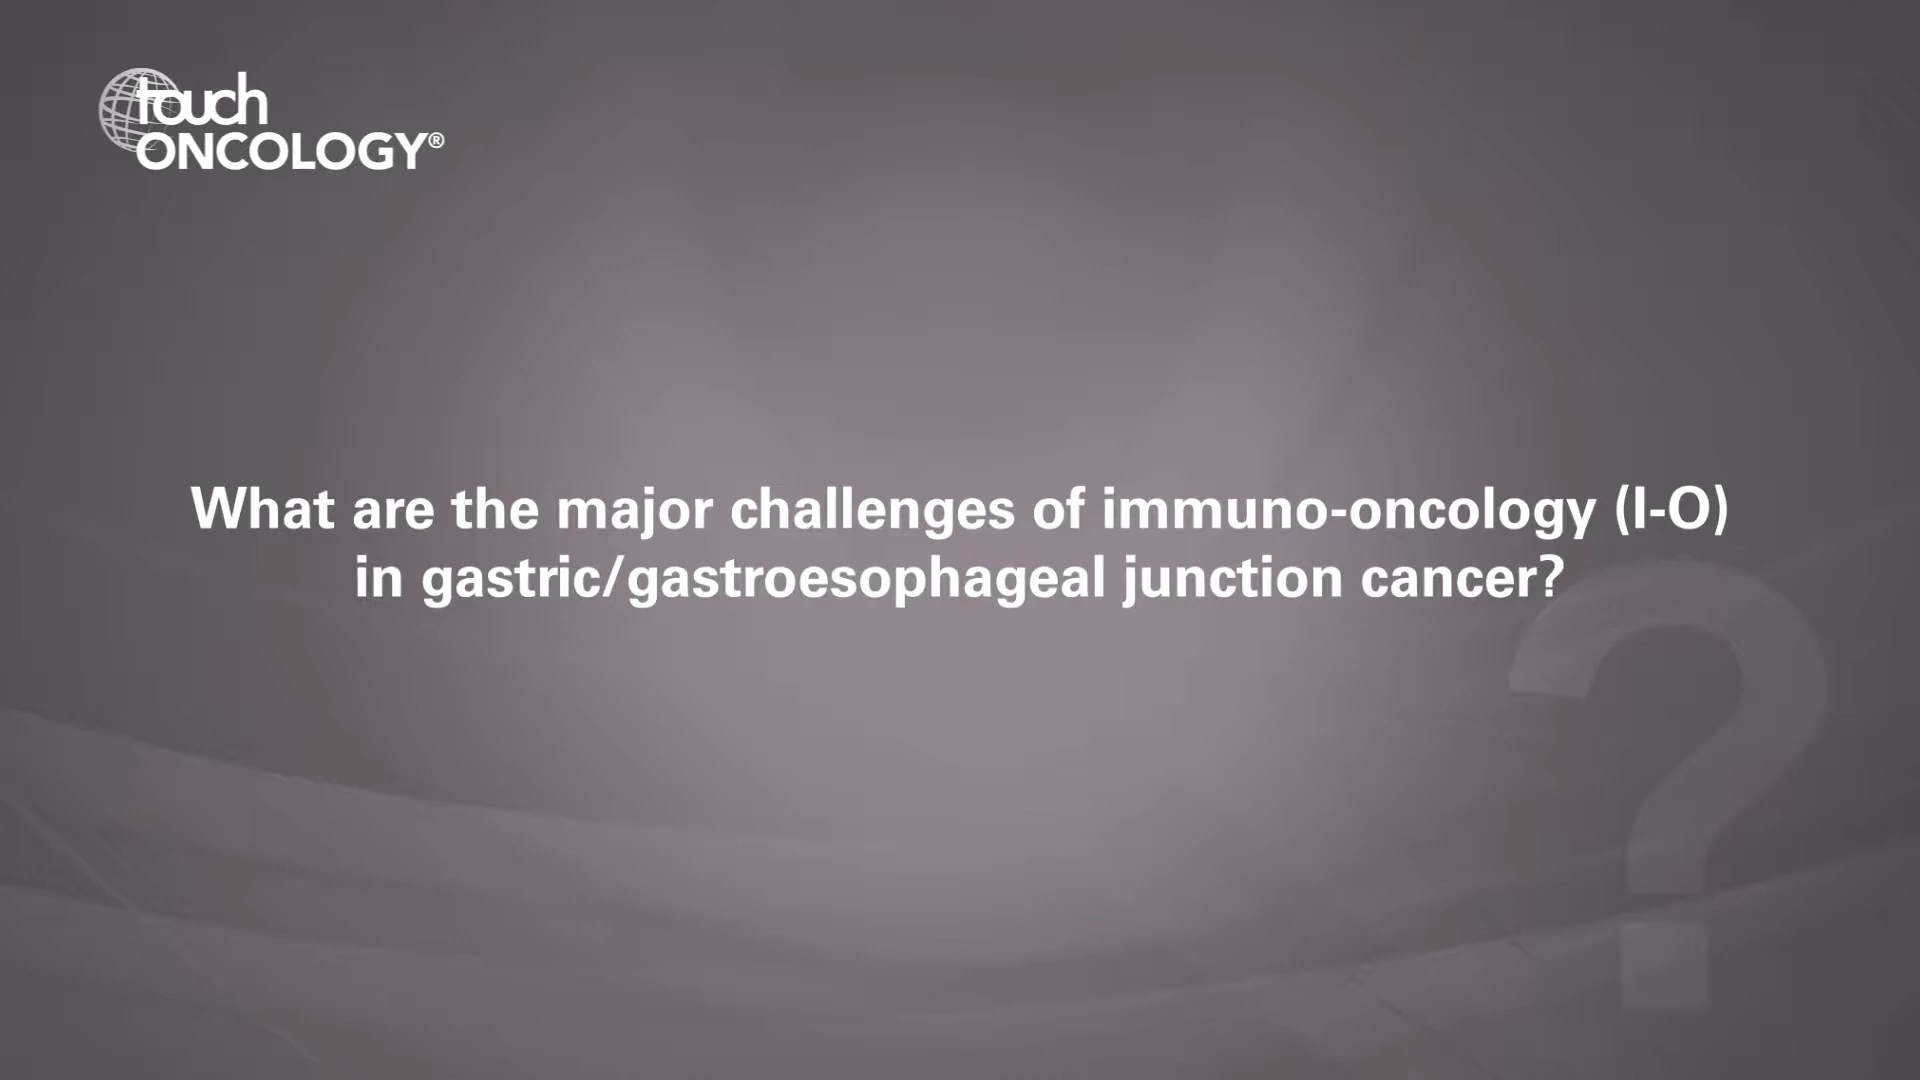 touch
ONCOLOGY®
What are the major challenges of immuno-oncology (I-O)
in gastric/gastroesophageal junction cancer?
?